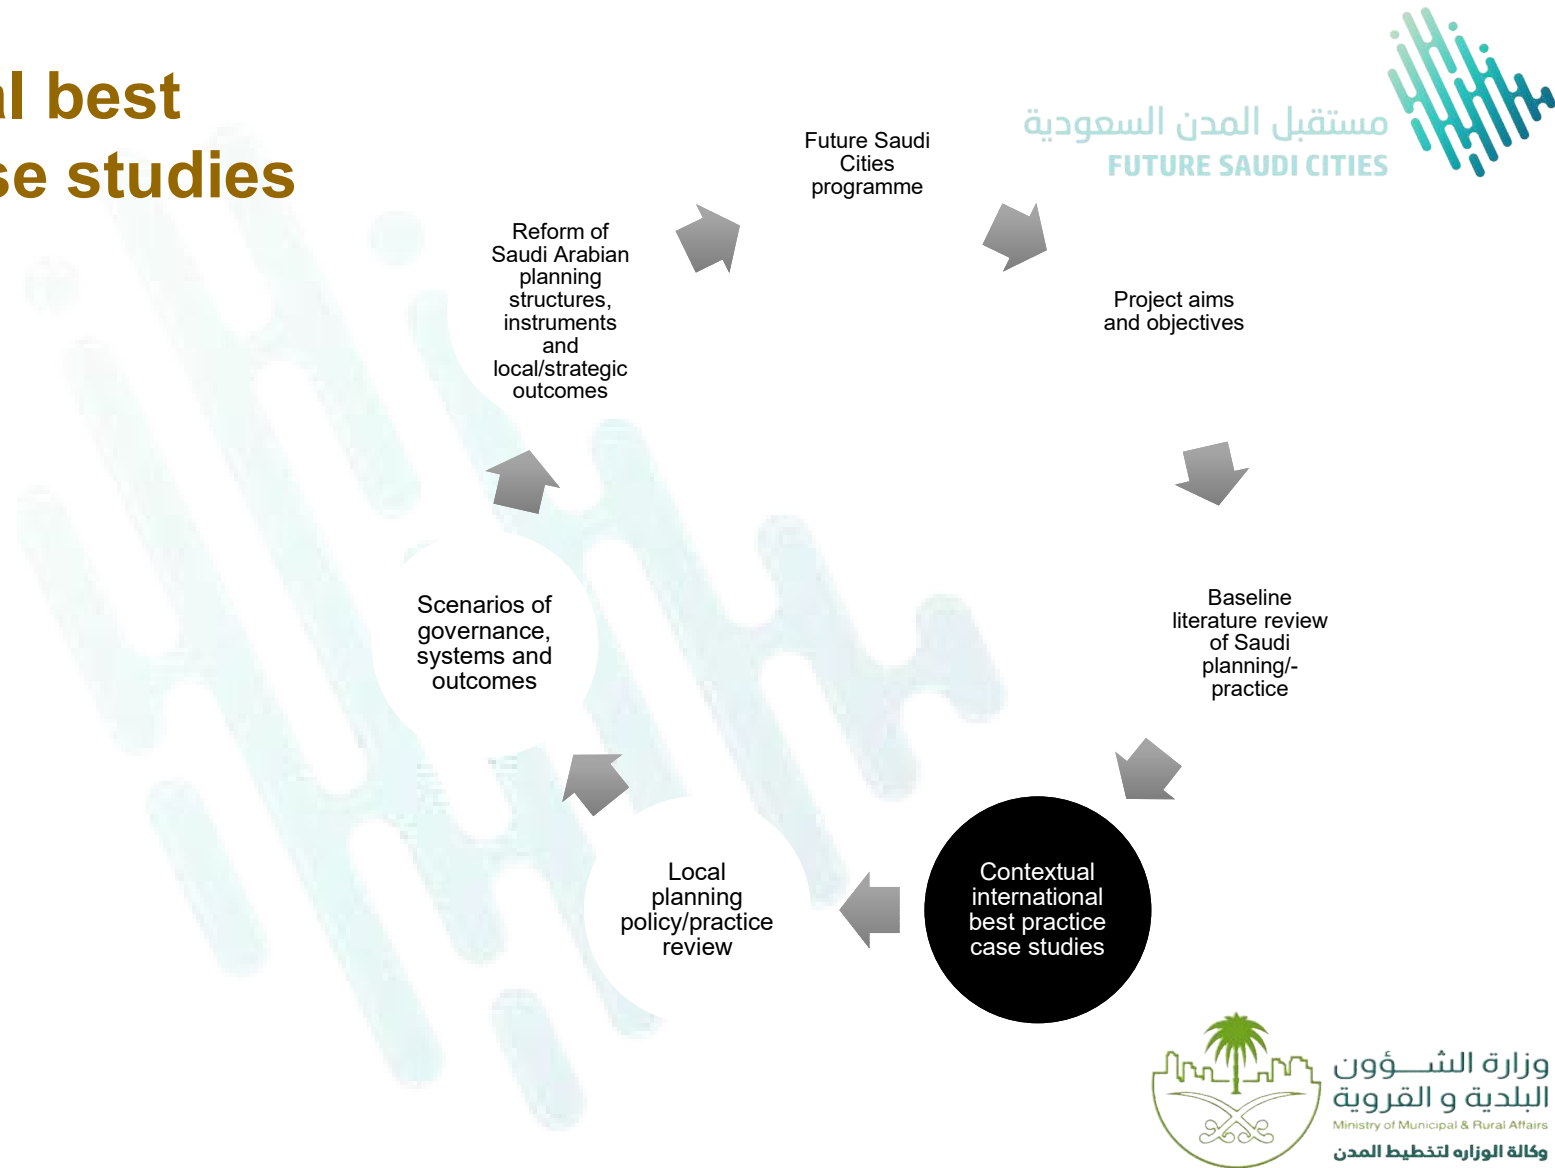 al best
se studies
مستقبل المدن السعودية
FUTURE SAUDI CITIES
Future Saudi
Cities
programme
Project aims
and objectives
Baseline
literature review
of Saudi
planning/-
practice
Contextual
international
best practice
case studies
Local
planning
policy/practice
review
Scenarios of
governance,
systems and
outcomes
Reform of
Saudi Arabian
planning
structures,
instruments
and
local/strategic
outcomes
وزارة الشـــؤون
البلدية و القروية
Ministry of Municipal & Rural Affairs
وكالة الوزاره لتخطيط المدن